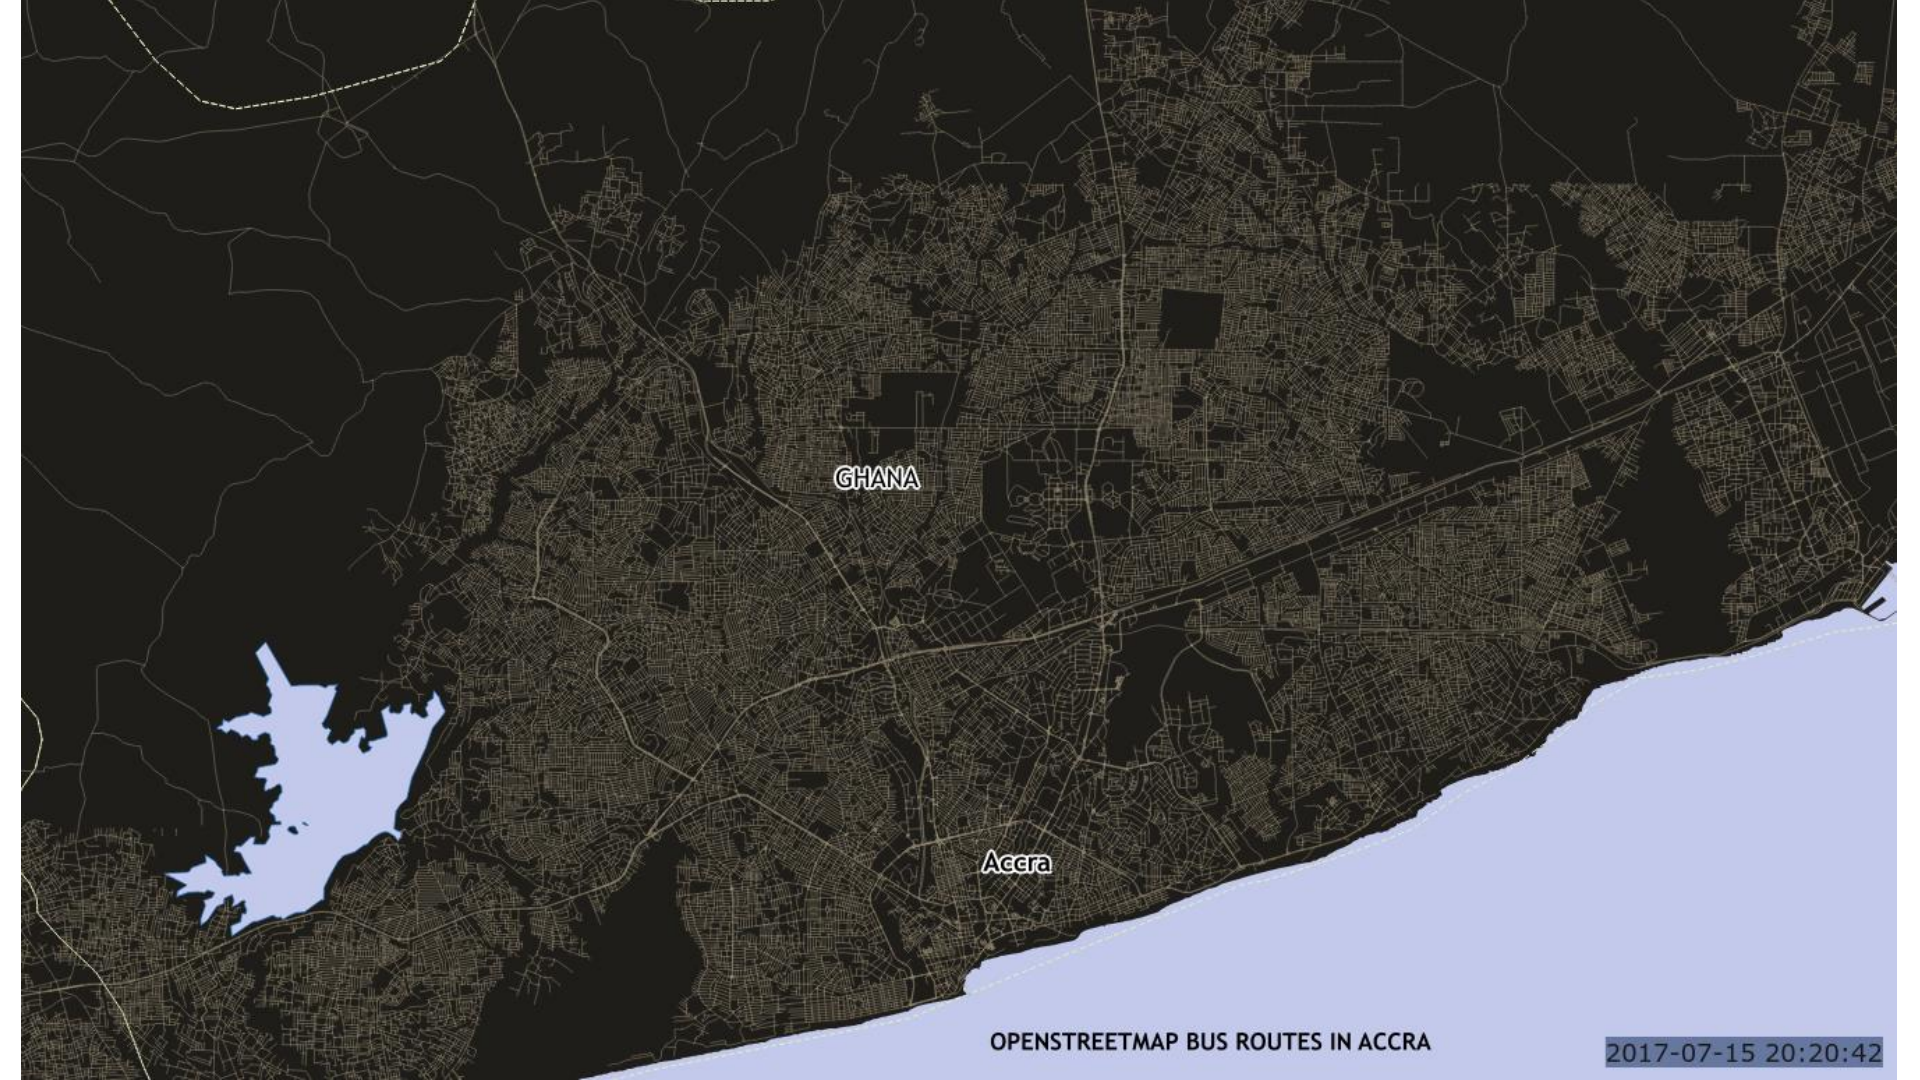 GHANA
Accra
OPENSTREETMAP BUS ROUTES IN ACCRA
2017-07-15 20:20:42